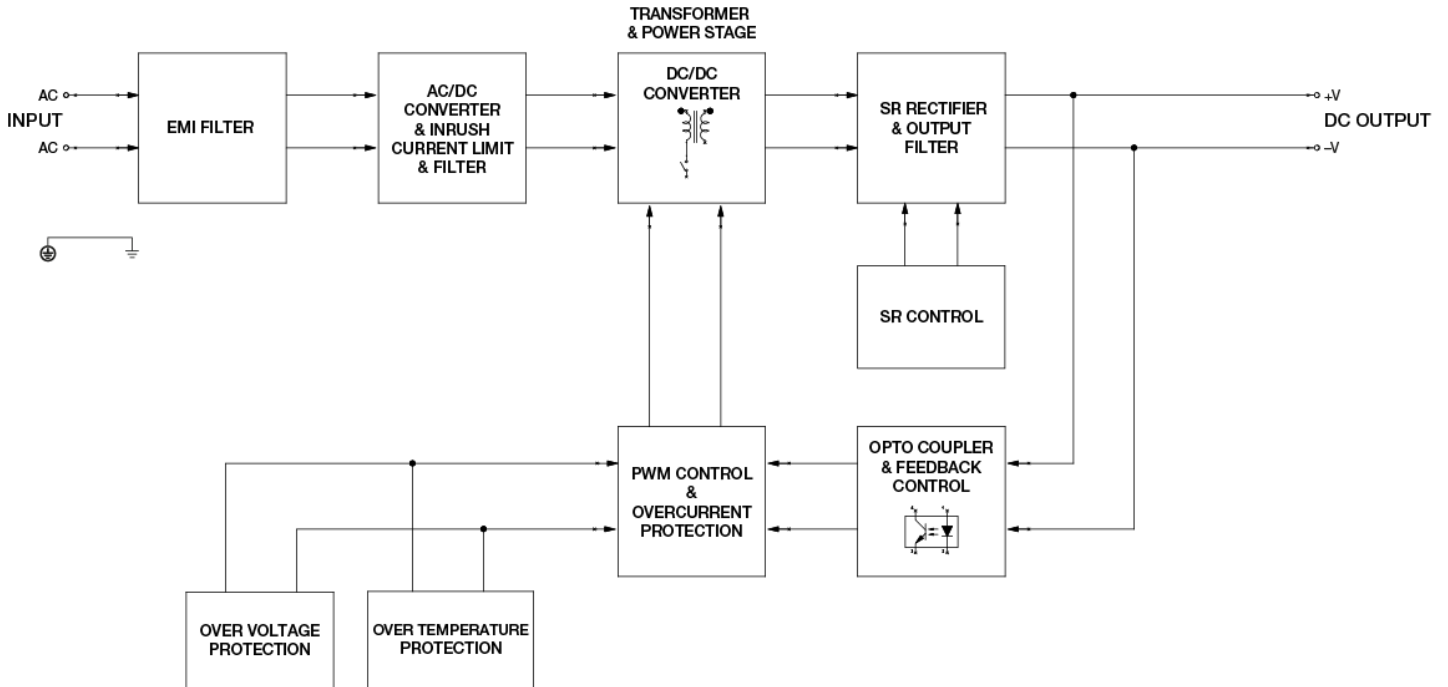 TRANSFORMER
& POWER STAGE
AC
INPUT
AC
EMI FILTER
AC/DC
CONVERTER
& INRUSH
CURRENT LIMIT
& FILTER
DC/DC
CONVERTER
SR RECTIFIER
& OUTPUT
FILTER
+V
DC OUTPUT
–V
SR CONTROL
PWM CONTROL
&
OVERCURRENT
PROTECTION
OPTO COUPLER
& FEEDBACK
CONTROL
OVER VOLTAGE
PROTECTION
OVER TEMPERATURE
PROTECTION